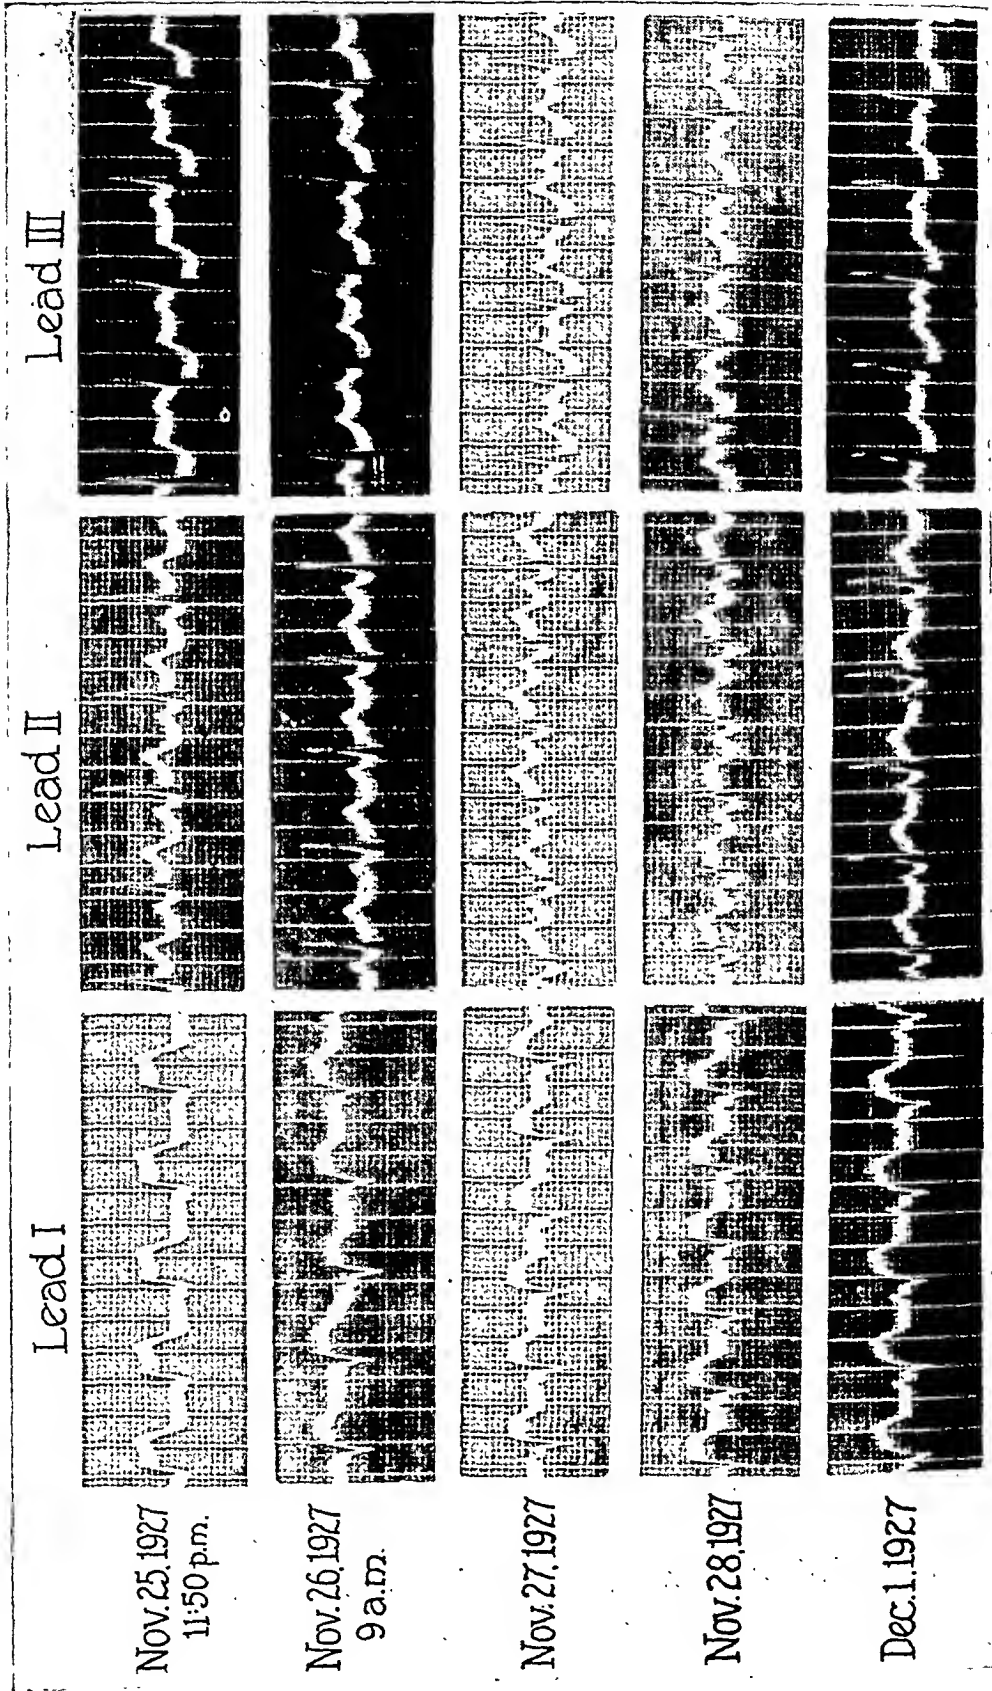 Lead I
Lead II
Lead III
Nov. 25, 1927
11:50 p.m.
Nov. 26, 1927
9 a.m.
Nov. 27, 1927
Nov. 28, 1927
Dec. 1. 1927